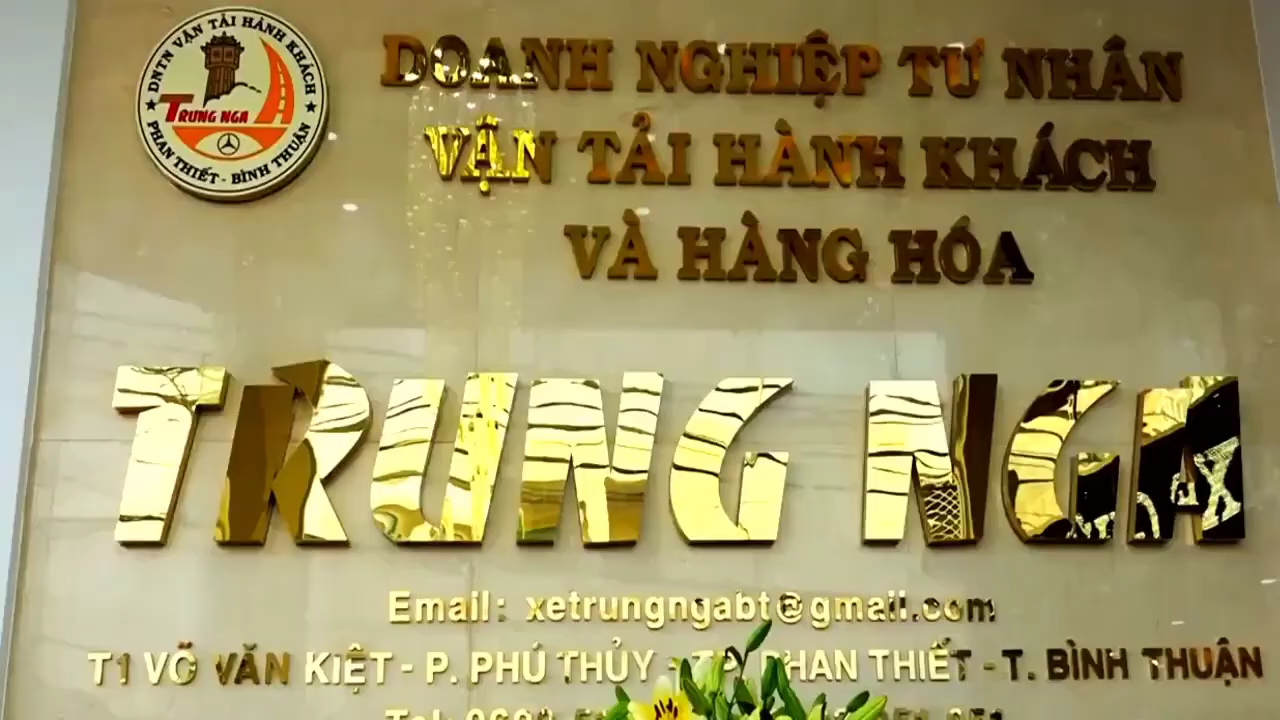 DNTN VẬN TẢI HÀNH KHÁCH
TRUNG NGA
PHAN THIẾT - BÌNH THUẬN
DOANH NGHIỆP TƯ NHÂN
VẬN TẢI HÀNH KHÁCH
VÀ HÀNG HÓA
TRUNG NGA
Email: xetrungngabt@gmail.com
T1 VÕ VĂN KIỆT - P. PHÚ THỦY - TP. PHAN THIẾT - T. BÌNH THUẬN
Tel: